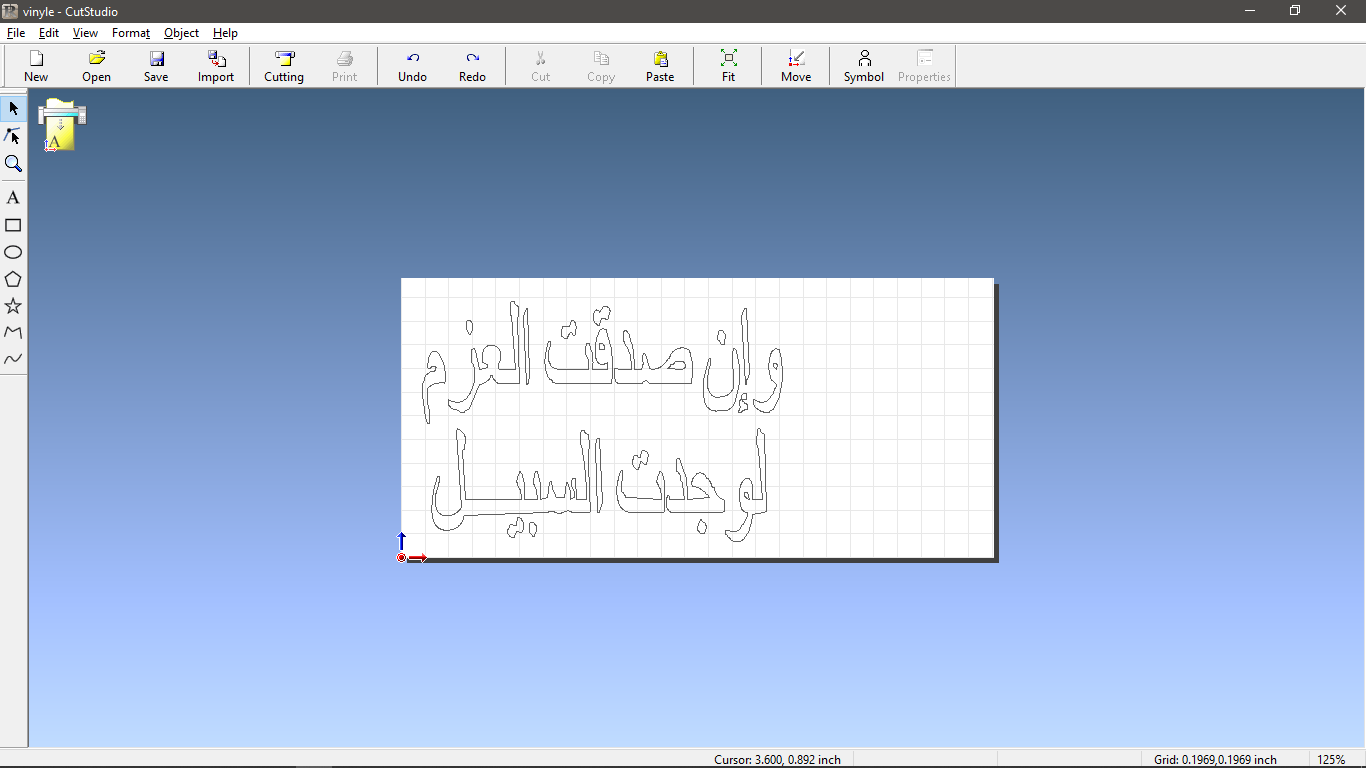 vinyle - CutStudio
File Edit View Format Object Help
New Open Save Import Cutting Print Undo Redo Cut Copy Paste Fit Move Symbol Properties
A
A
وإن صدقت العزم
لوجدت السبيل
Cursor: 3.600, 0.892 inch Grid: 0.1969,0.1969 inch 125%